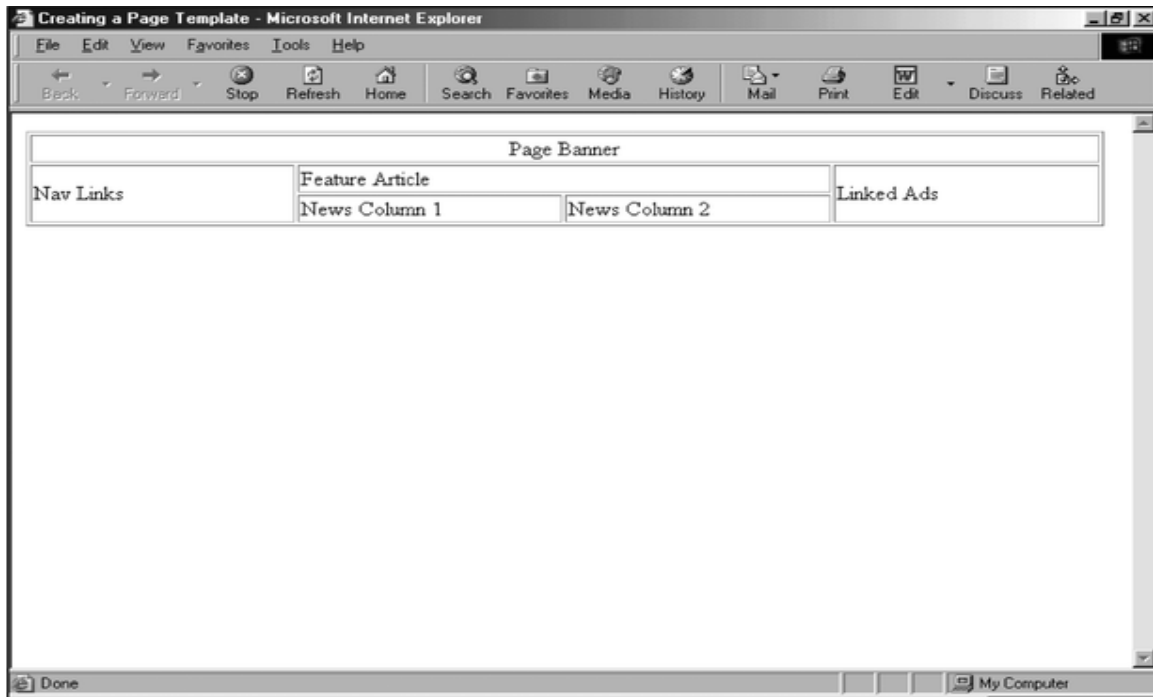 Creating a Page Template - Microsoft Internet Explorer
File Edit View Favorites Tools Help
Back Forward Stop Refresh Home Search Favorites Media History Mail Print Edit Discuss Related
Page Banner
Nav Links
Feature Article
Linked Ads
News Column 1 News Column 2
Done My Computer